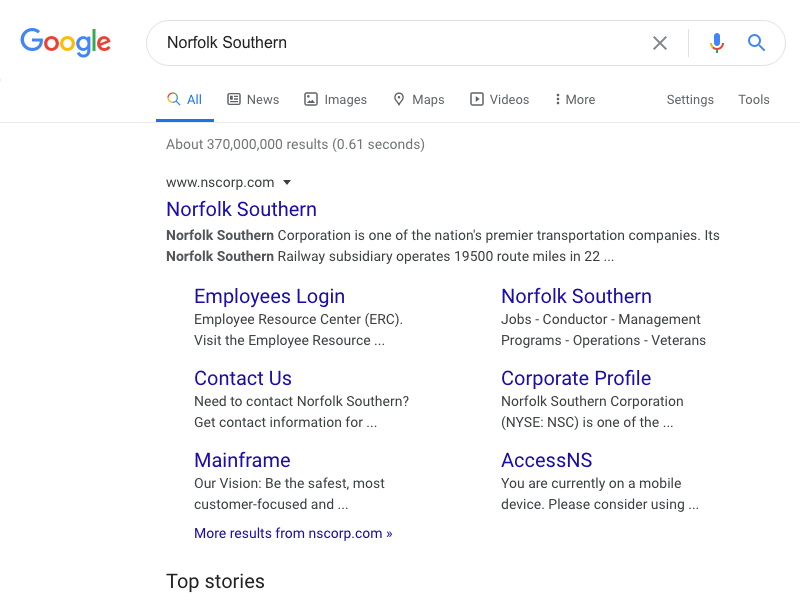 Google
Norfolk Southern
All News Images Maps Videos More Settings Tools
About 370,000,000 results (0.61 seconds)
www.nscorp.com
Norfolk Southern
Norfolk Southern Corporation is one of the nation's premier transportation companies. Its
Norfolk Southern Railway subsidiary operates 19500 route miles in 22 ...
Employees Login
Employee Resource Center (ERC).
Visit the Employee Resource ...
Norfolk Southern
Jobs - Conductor - Management
Programs - Operations - Veterans
Contact Us
Need to contact Norfolk Southern?
Get contact information for ...
Corporate Profile
Norfolk Southern Corporation
(NYSE: NSC) is one of the ...
Mainframe
Our Vision: Be the safest, most
customer-focused and ...
AccessNS
You are currently on a mobile
device. Please consider using ...
More results from nscorp.com »
Top stories